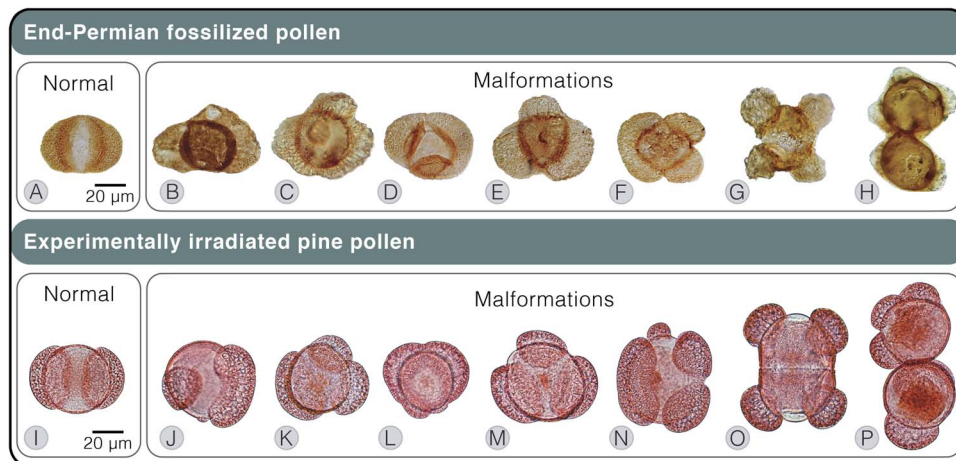 End-Permian fossilized pollen
Normal
Malformations
A
20 µm
B
C
D
E
F
G
H
Experimentally irradiated pine pollen
Normal
Malformations
I
20 µm
J
K
L
M
N
O
P